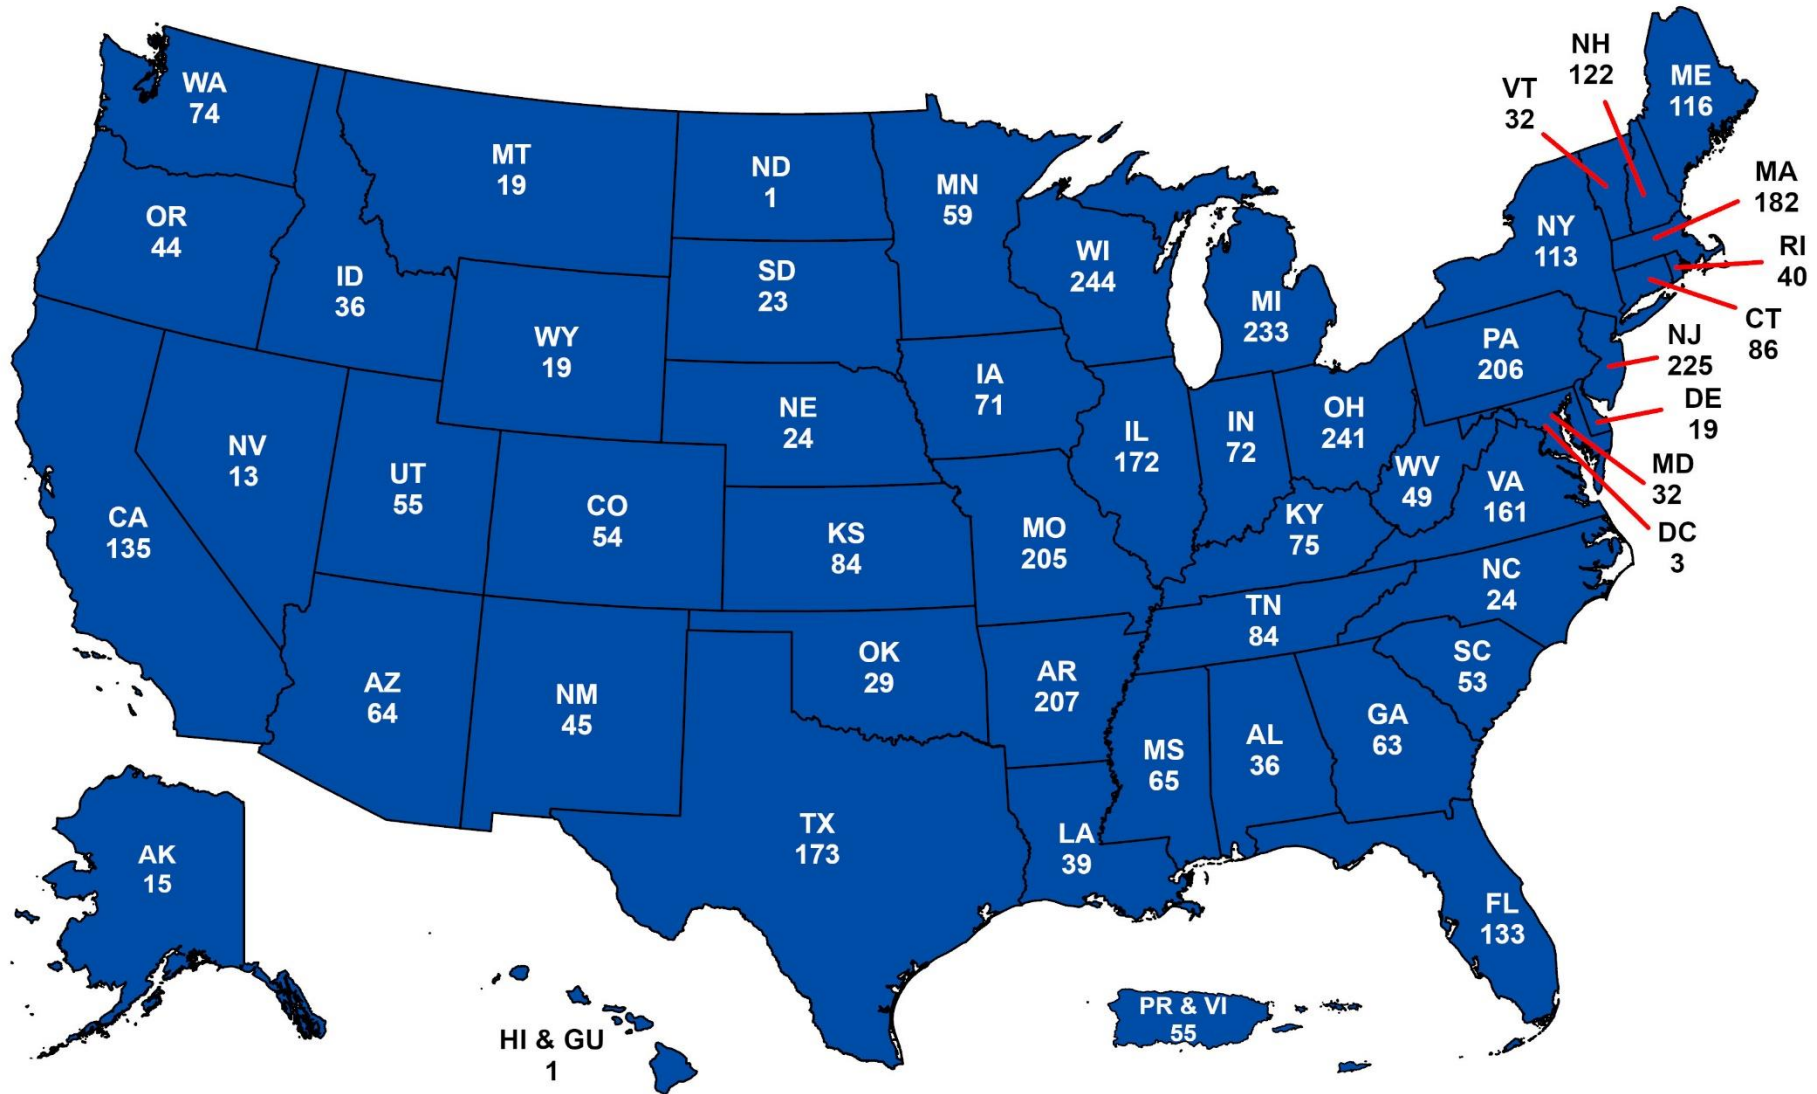 WA
74
OR
44
CA
135
NV
13
ID
36
MT
19
WY
19
UT
55
CO
54
AZ
64
NM
45
ND
1
SD
23
NE
24
KS
84
OK
29
TX
173
MN
59
IA
71
MO
205
AR
207
LA
39
WI
244
IL
172
MI
233
IN
72
OH
241
KY
75
TN
84
MS
65
AL
36
GA
63
FL
133
SC
53
NC
24
VA
161
WV
49
PA
206
NY
113
VT
32
NH
122
ME
116
MA
182
RI
40
CT
86
NJ
225
DE
19
MD
32
DC
3
AK
15
HI & GU
1
PR & VI
55